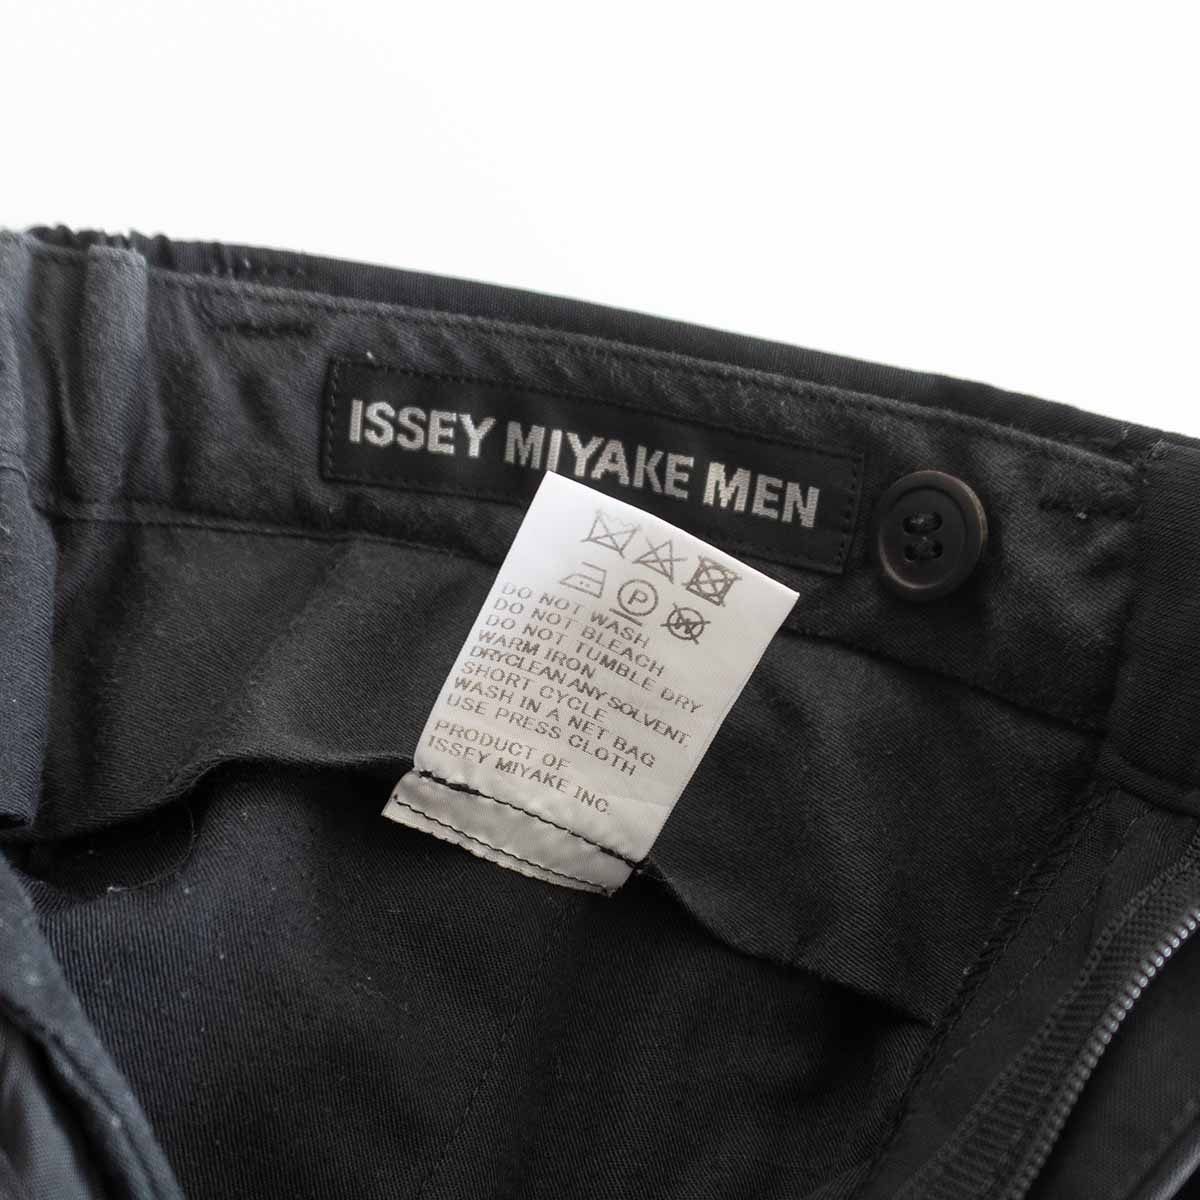 ISSEY MIYAKE MEN
P W
DO NOT WASH
DO NOT BLEACH
DO NOT TUMBLE DRY
WARM IRON
DRYCLEAN ANY SOLVENT
SHORT CYCLE
WASH IN A NET BAG
USE PRESS CLOTH
PRODUCT OF
ISSEY MIYAKE INC.